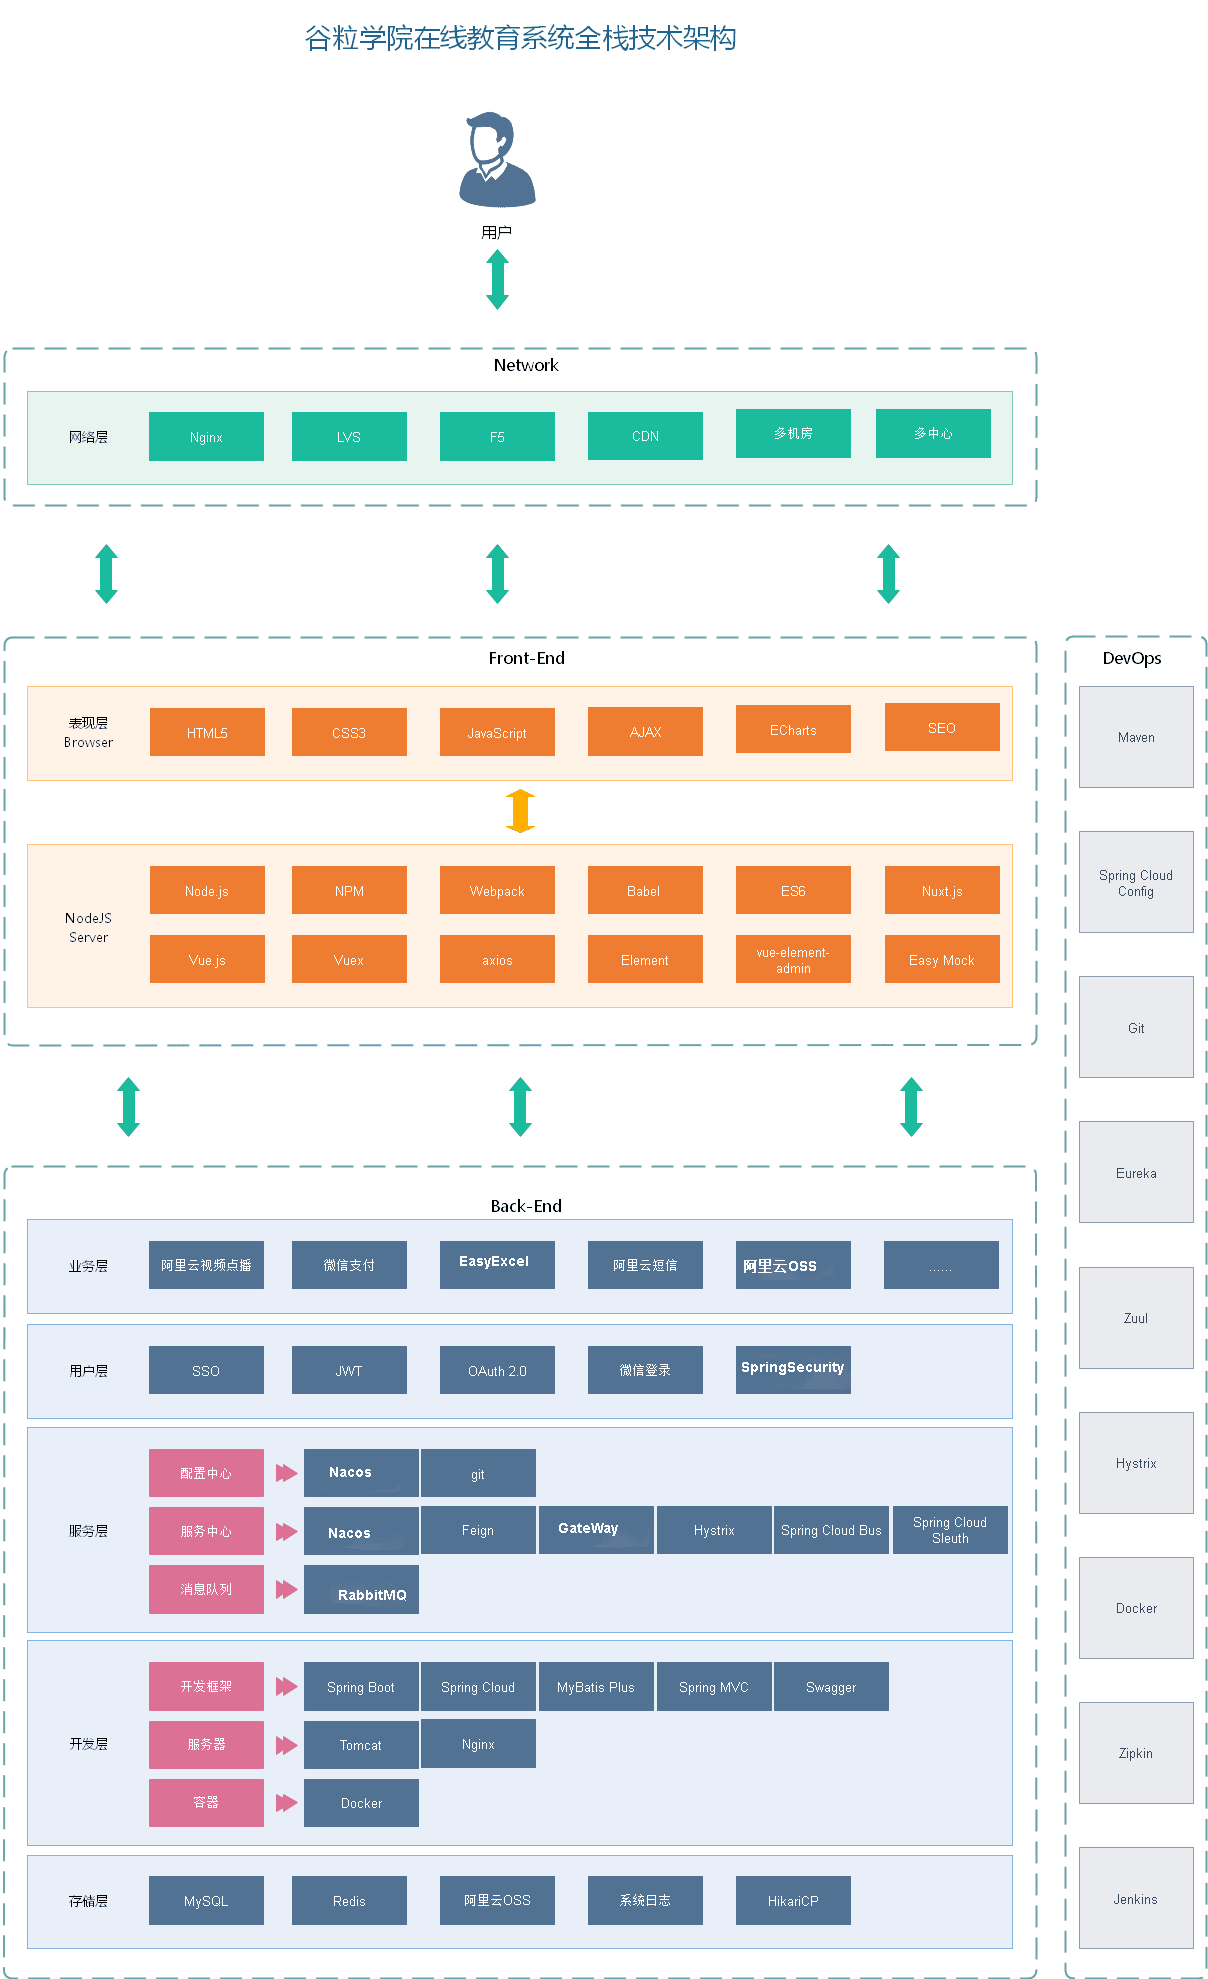 谷粒学院在线教育系统全栈技术架构
用户
Network
网络层
Nginx
LVS
F5
CDN
多机房
多中心
Front-End
表现层
Browser
HTML5
CSS3
JavaScript
AJAX
ECharts
SEO
NodeJS
Server
Node.js
NPM
Webpack
Babel
ES6
Nuxt.js
Vue.js
Vuex
axios
Element
vue-element-
admin
Easy Mock
Back-End
业务层
阿里云视频点播
微信支付
EasyExcel
阿里云短信
阿里云OSS
......
用户层
SSO
JWT
OAuth 2.0
微信登录
SpringSecurity
服务层
配置中心
Nacos
git
服务中心
Nacos
Feign
GateWay
Hystrix
Spring Cloud Bus
Spring Cloud
Sleuth
消息队列
RabbitMQ
开发层
开发框架
Spring Boot
Spring Cloud
MyBatis Plus
Spring MVC
Swagger
服务器
Tomcat
Nginx
容器
Docker
存储层
MySQL
Redis
阿里云OSS
系统日志
HikariCP
DevOps
Maven
Spring Cloud
Config
Git
Eureka
Zuul
Hystrix
Docker
Zipkin
Jenkins